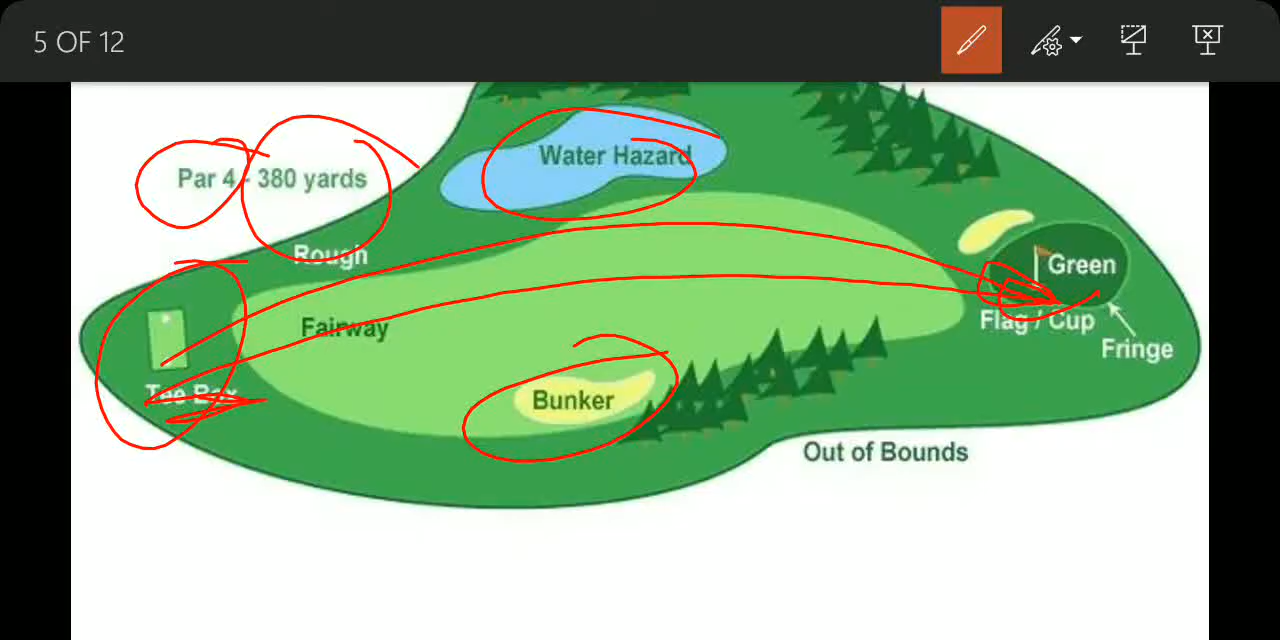 5 OF 12
Water Hazard
Par 4 - 380 yards
Rough
Green
Flag / Cup
Fairway
Fringe
Tee Box
Bunker
Out of Bounds